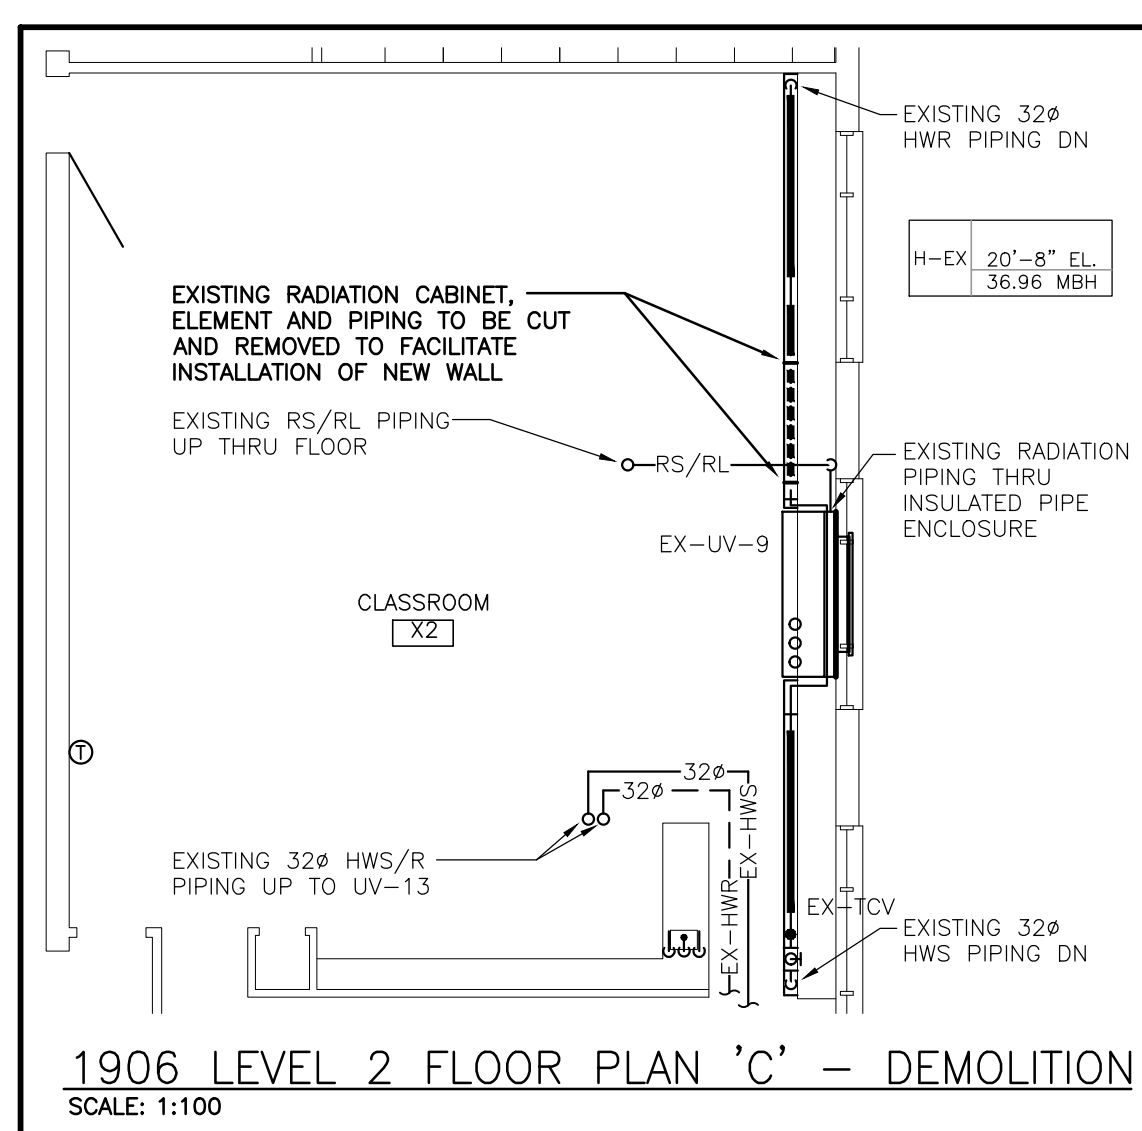 EXISTING 32ø
HWR PIPING DN
H-EX 20'-8" EL.
36.96 MBH
EXISTING RADIATION CABINET,
ELEMENT AND PIPING TO BE CUT
AND REMOVED TO FACILITATE
INSTALLATION OF NEW WALL
EXISTING RS/RL PIPING
UP THRU FLOOR
RS/RL
EXISTING RADIATION
PIPING THRU
INSULATED PIPE
ENCLOSURE
EX-UV-9
CLASSROOM
X2
T
32ø
32ø
EX-HWS
EX-HWR
EXISTING 32ø HWS/R
PIPING UP TO UV-13
EX-TCV
EXISTING 32ø
HWS PIPING DN
1906 LEVEL 2 FLOOR PLAN 'C' - DEMOLITION
SCALE: 1:100